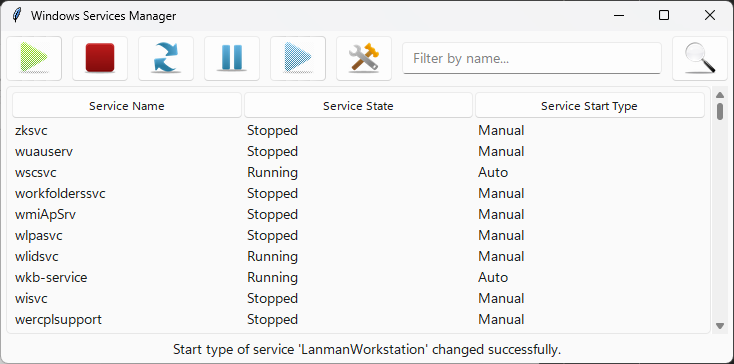 Windows Services Manager
Filter by name...
Service Name Service State Service Start Type
zksvc Stopped Manual
wuauserv Stopped Manual
wscsvc Running Auto
workfolderssvc Stopped Manual
wmiApSrv Stopped Manual
wlpasvc Stopped Manual
wlidsvc Running Manual
wkb-service Running Auto
wisvc Stopped Manual
wercplsupport Stopped Manual
Start type of service 'LanmanWorkstation' changed successfully.